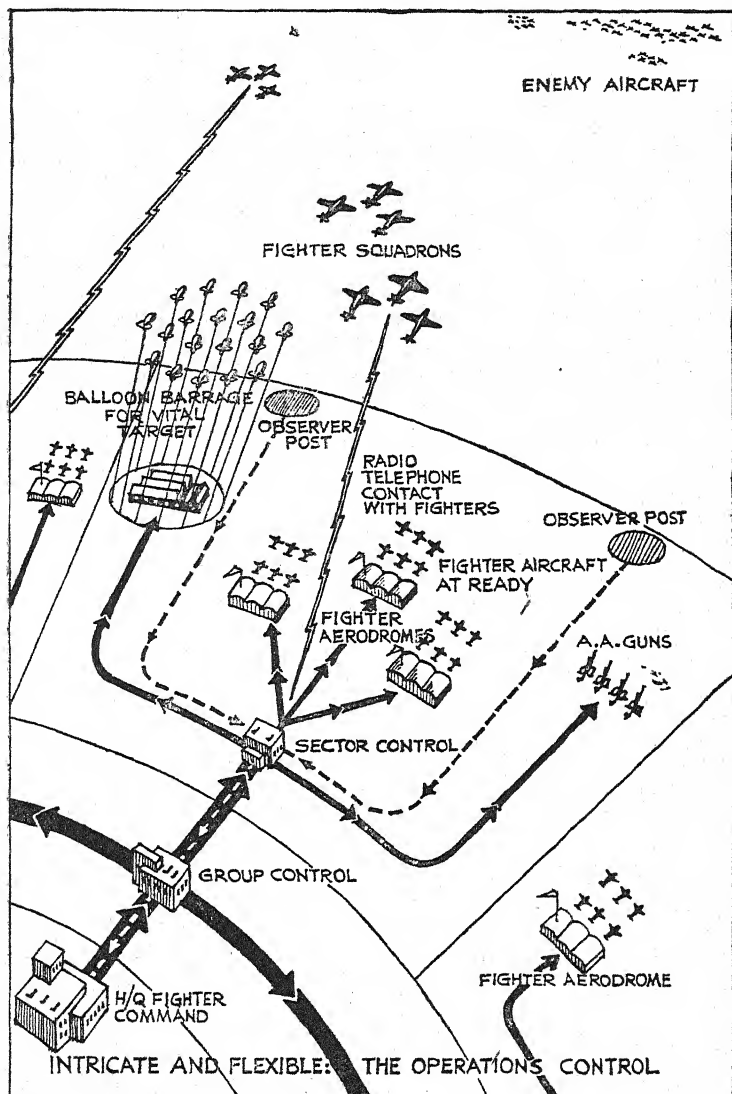 ENEMY AIRCRAFT
FIGHTER SQUADRONS
BALLOON BARRAGE
FOR VITAL
TARGET
OBSERVER
POST
RADIO
TELEPHONE
CONTACT
WITH FIGHTERS
OBSERVER POST
FIGHTER AIRCRAFT
AT READY
FIGHTER
AERODROMES
A.A. GUNS
SECTOR CONTROL
GROUP CONTROL
FIGHTER AERODROME
H/Q FIGHTER
COMMAND
INTRICATE AND FLEXIBLE: THE OPERATIONS CONTROL